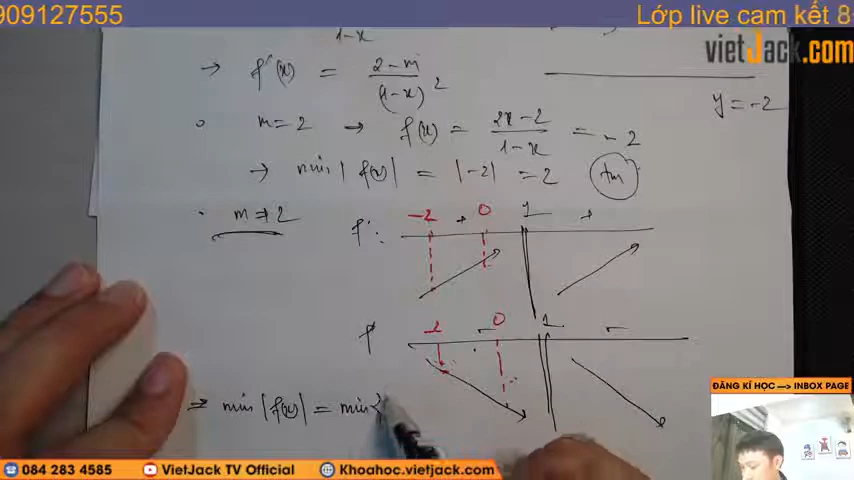 909127555
Lớp live cam kết 8
vietJack.com
1-x
→ f'(x) = 2-m / (1-x)²
y = -2
m = 2 → f(x) = 2x-2 / 1-x = -2
→ min |f(x)| = |-2| = 2 tm
m ≠ 2
f': -2 + 0 1 +
f' -2 - 0 1 -
⇒ min |f(x)| = min {
ĐĂNG KÍ HỌC ---> INBOX PAGE
084 283 4585 VietJack TV Official Khoahoc.vietjack.com